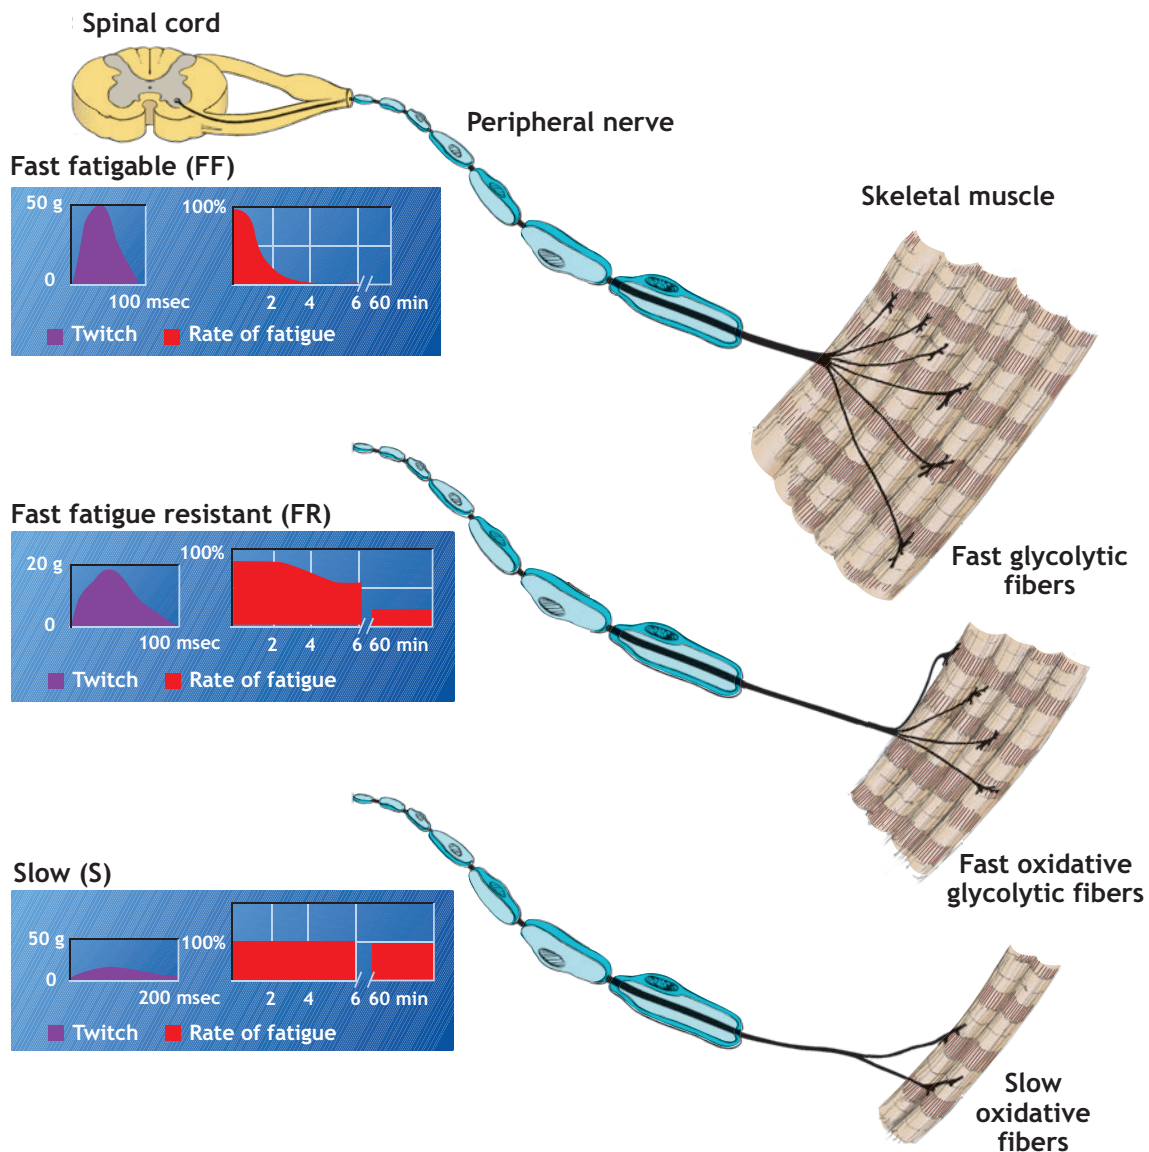 Spinal cord
Peripheral nerve
Skeletal muscle
Fast fatigable (FF)
50 g
0
100 msec
100%
2 4 6 60 min
Twitch
Rate of fatigue
Fast glycolytic
fibers
Fast fatigue resistant (FR)
20 g
0
100 msec
100%
2 4 6 60 min
Twitch
Rate of fatigue
Fast oxidative
glycolytic fibers
Slow (S)
50 g
0
200 msec
100%
2 4 6 60 min
Twitch
Rate of fatigue
Slow
oxidative
fibers